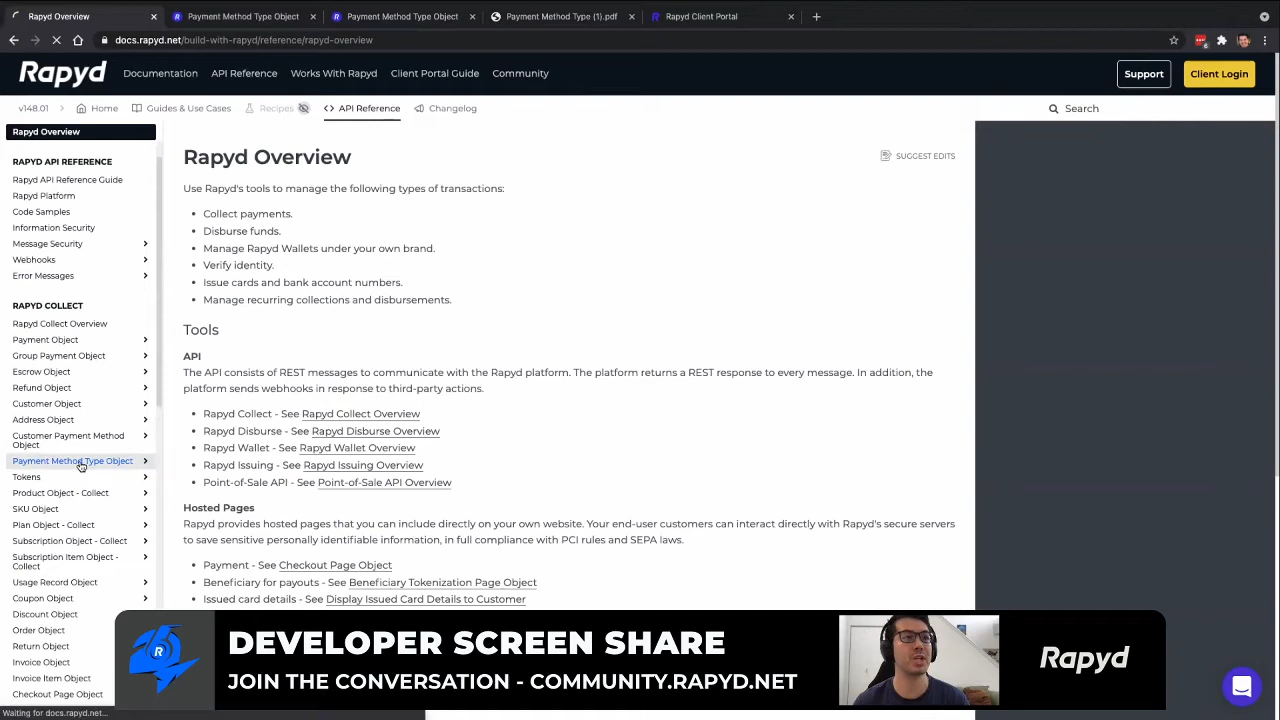 Rapyd Overview
Payment Method Type Object
Payment Method Type Object
Payment Method Type (1).pdf
Rapyd Client Portal
docs.rapyd.net/build-with-rapyd/reference/rapyd-overview
Rapyd
Documentation
API Reference
Works With Rapyd
Client Portal Guide
Community
Support
Client Login
v148.01
Home
Guides & Use Cases
Recipes
API Reference
Changelog
Search
Rapyd Overview
RAPYD API REFERENCE
Rapyd API Reference Guide
Rapyd Platform
Code Samples
Information Security
Message Security
Webhooks
Error Messages
RAPYD COLLECT
Rapyd Collect Overview
Payment Object
Group Payment Object
Escrow Object
Refund Object
Customer Object
Address Object
Customer Payment Method
Object
Payment Method Type Object
Tokens
Product Object - Collect
SKU Object
Plan Object - Collect
Subscription Object - Collect
Subscription Item Object -
Collect
Usage Record Object
Coupon Object
Discount Object
Order Object
Return Object
Invoice Object
Invoice Item Object
Checkout Page Object
Waiting for docs.rapyd.net...
Rapyd Overview
SUGGEST EDITS
Use Rapyd's tools to manage the following types of transactions:
• Collect payments.
• Disburse funds.
• Manage Rapyd Wallets under your own brand.
• Verify identity.
• Issue cards and bank account numbers.
• Manage recurring collections and disbursements.
Tools
API
The API consists of REST messages to communicate with the Rapyd platform. The platform returns a REST response to every message. In addition, the
platform sends webhooks in response to third-party actions.
• Rapyd Collect - See Rapyd Collect Overview
• Rapyd Disburse - See Rapyd Disburse Overview
• Rapyd Wallet - See Rapyd Wallet Overview
• Rapyd Issuing - See Rapyd Issuing Overview
• Point-of-Sale API - See Point-of-Sale API Overview
Hosted Pages
Rapyd provides hosted pages that you can include directly on your own website. Your end-user customers can interact directly with Rapyd's secure servers
to save sensitive personally identifiable information, in full compliance with PCI rules and SEPA laws.
• Payment - See Checkout Page Object
• Beneficiary for payouts - See Beneficiary Tokenization Page Object
• Issued card details - See Display Issued Card Details to Customer
R
DEVELOPER SCREEN SHARE
JOIN THE CONVERSATION - COMMUNITY.RAPYD.NET
Rapyd